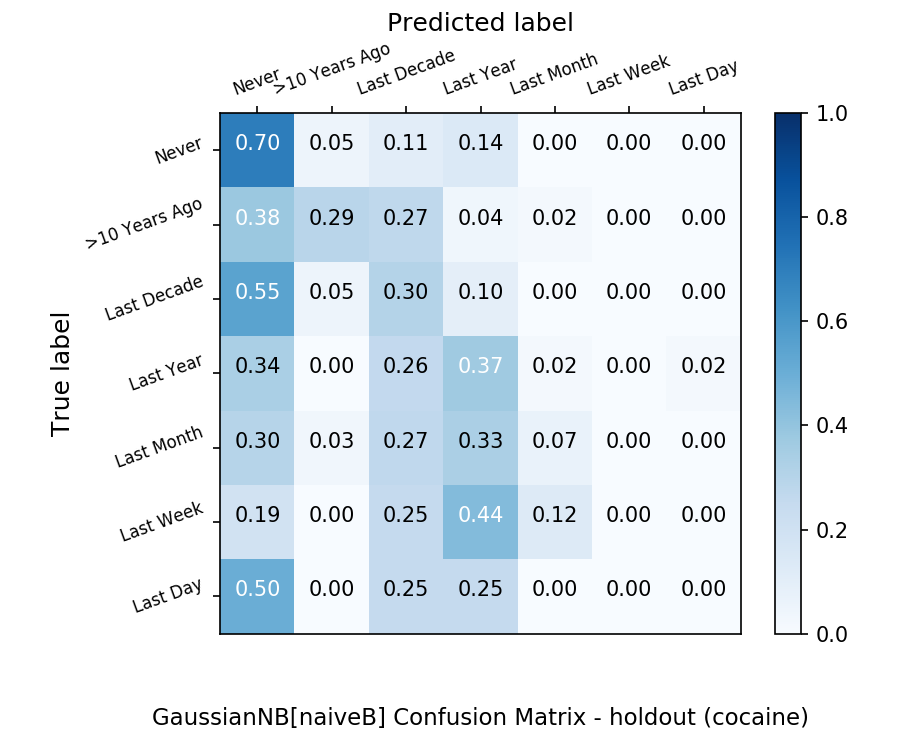 Predicted label
Never >10 Years Ago Last Decade Last Year Last Month Last Week Last Day
1.0
Never 0.70 0.05 0.11 0.14 0.00 0.00 0.00
0.8
>10 Years Ago 0.38 0.29 0.27 0.04 0.02 0.00 0.00
Last Decade 0.55 0.05 0.30 0.10 0.00 0.00 0.00
0.6
True label
Last Year 0.34 0.00 0.26 0.37 0.02 0.00 0.02
0.4
Last Month 0.30 0.03 0.27 0.33 0.07 0.00 0.00
Last Week 0.19 0.00 0.25 0.44 0.12 0.00 0.00
0.2
Last Day 0.50 0.00 0.25 0.25 0.00 0.00 0.00
0.0
GaussianNB[naiveB] Confusion Matrix - holdout (cocaine)